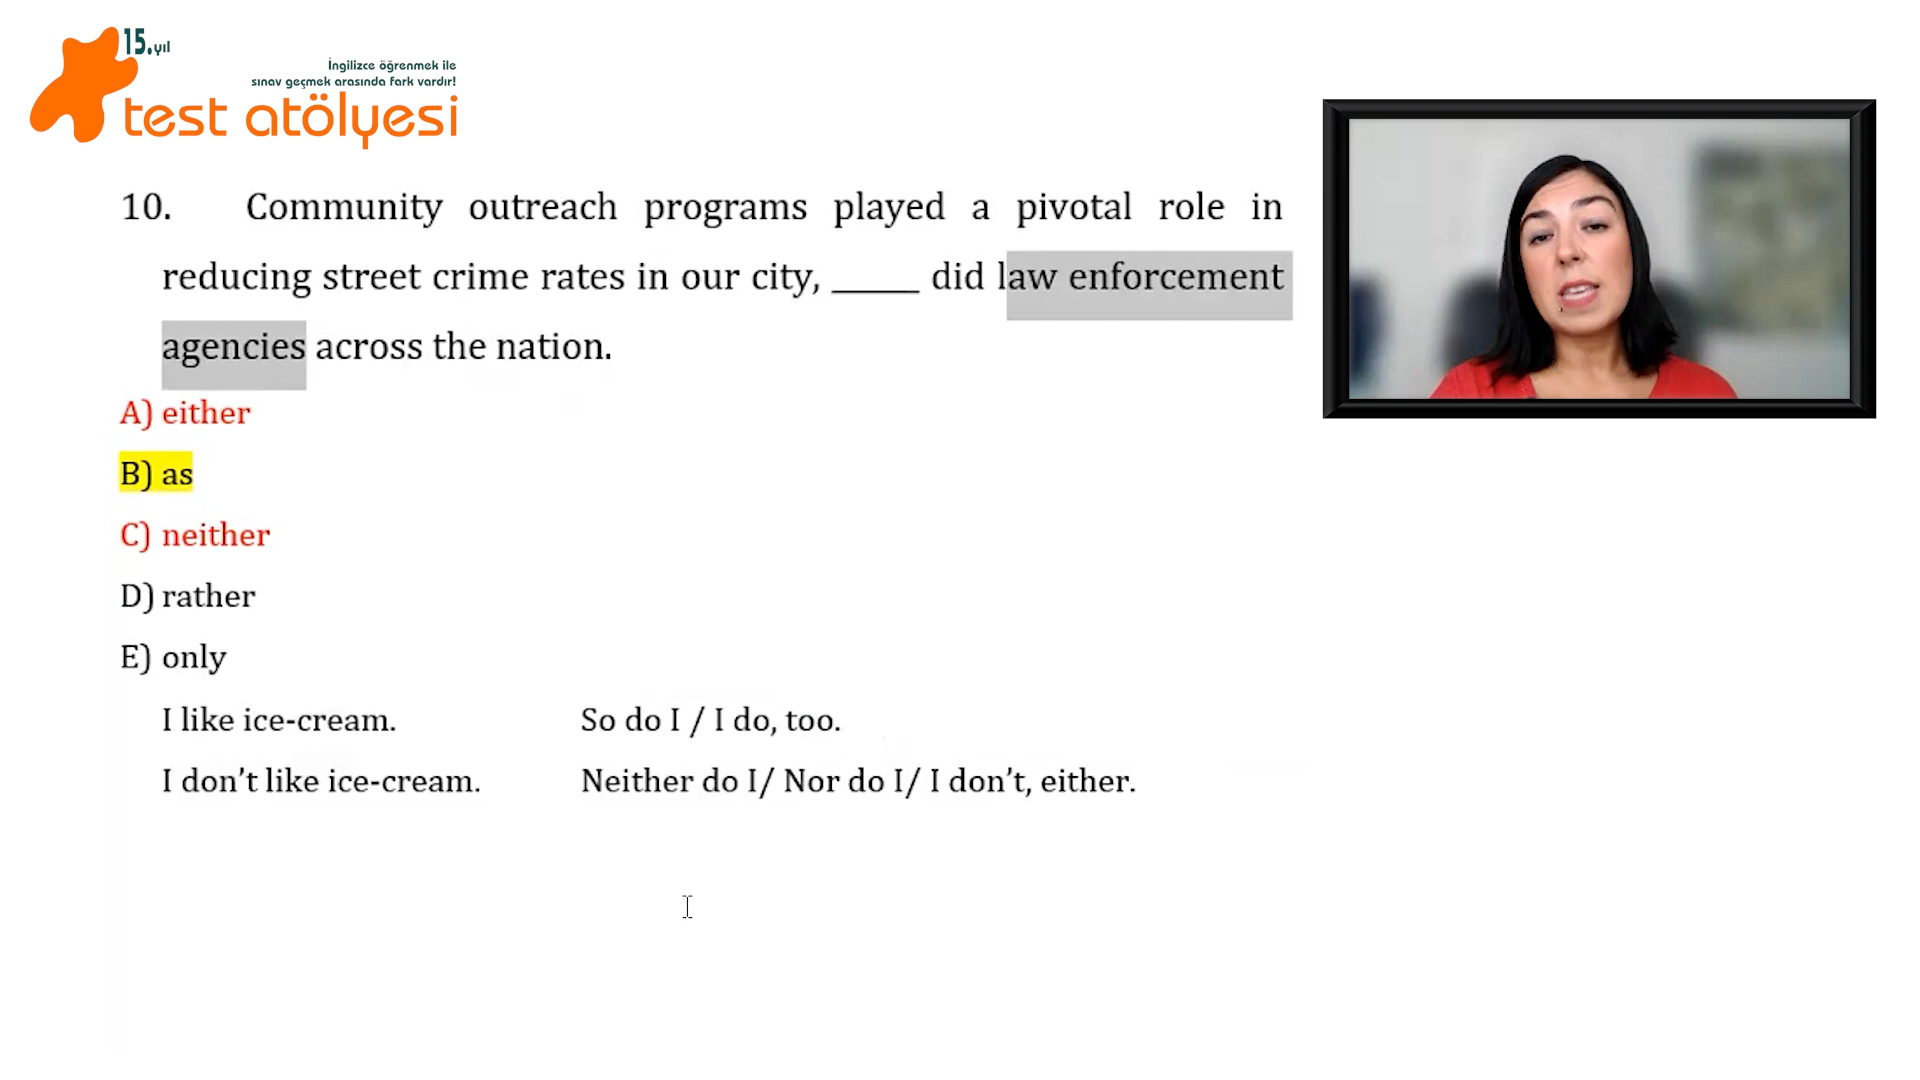 15.yıl
İngilizce öğrenmek ile
sınav geçmek arasında fark vardır!
test atölyesi
10. Community outreach programs played a pivotal role in
reducing street crime rates in our city, _____ did law enforcement
agencies across the nation.
A) either
B) as
C) neither
D) rather
E) only
I like ice-cream. So do I / I do, too.
I don’t like ice-cream. Neither do I/ Nor do I/ I don’t, either.